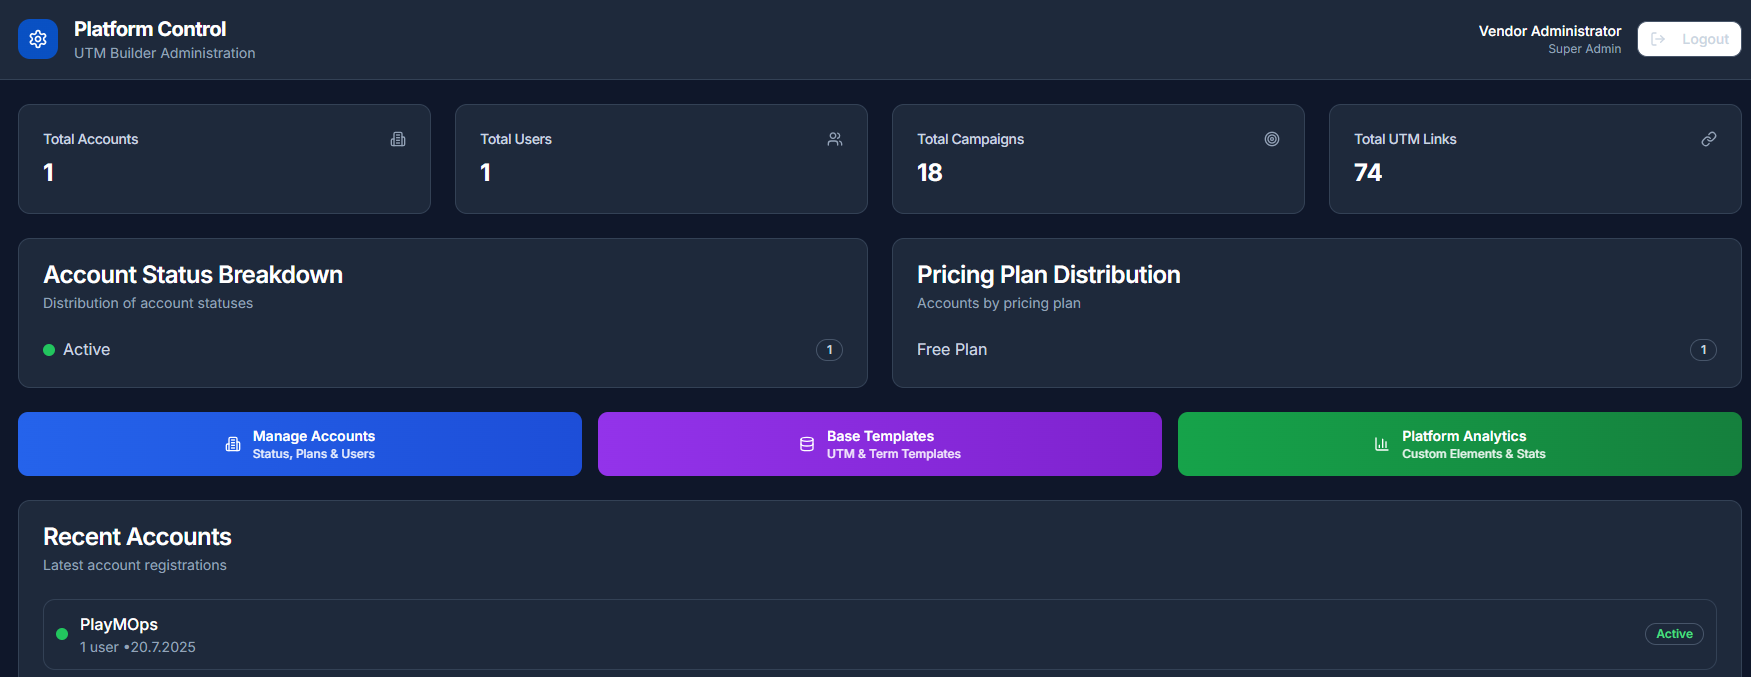 Platform Control
UTM Builder Administration
Vendor Administrator
Super Admin
Logout
Total Accounts
1
Total Users
1
Total Campaigns
18
Total UTM Links
74
Account Status Breakdown
Distribution of account statuses
Active
1
Pricing Plan Distribution
Accounts by pricing plan
Free Plan
1
Manage Accounts
Status, Plans & Users
Base Templates
UTM & Term Templates
Platform Analytics
Custom Elements & Stats
Recent Accounts
Latest account registrations
PlayMOps
1 user •20.7.2025
Active